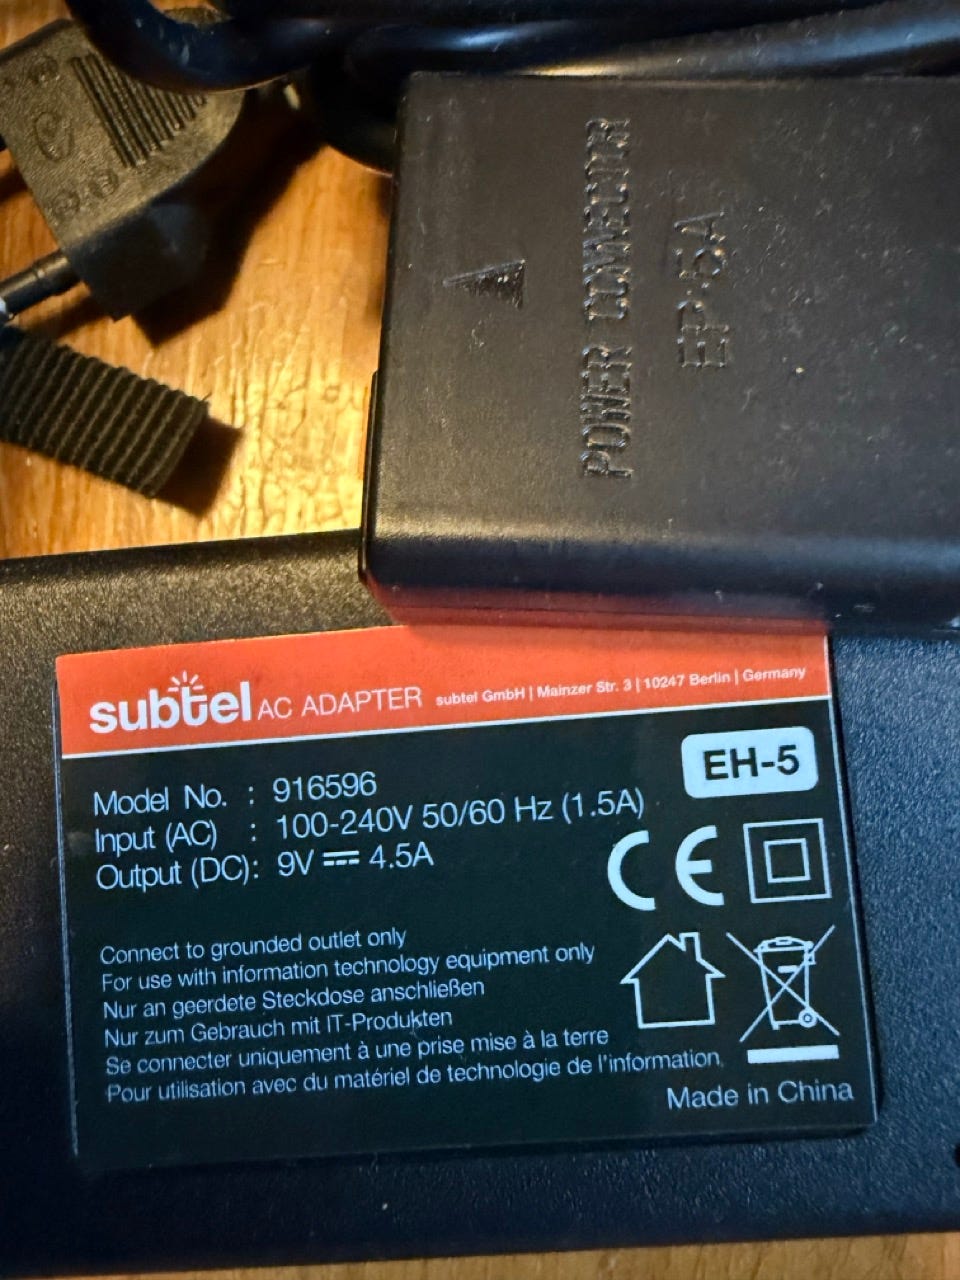 POWER CONNECTOR
EP-5A
subtel AC ADAPTER subtel GmbH | Mainzer Str. 3 | 10247 Berlin | Germany
EH-5
Model No. : 916596
Input (AC) : 100-240V 50/60 Hz (1.5A)
Output (DC): 9V ⎓ 4.5A
CE
Connect to grounded outlet only
For use with information technology equipment only
Nur an geerdete Steckdose anschließen
Nur zum Gebrauch mit IT-Produkten
Se connecter uniquement à une prise mise à la terre
Pour utilisation avec du matériel de technologie de l'information.
Made in China